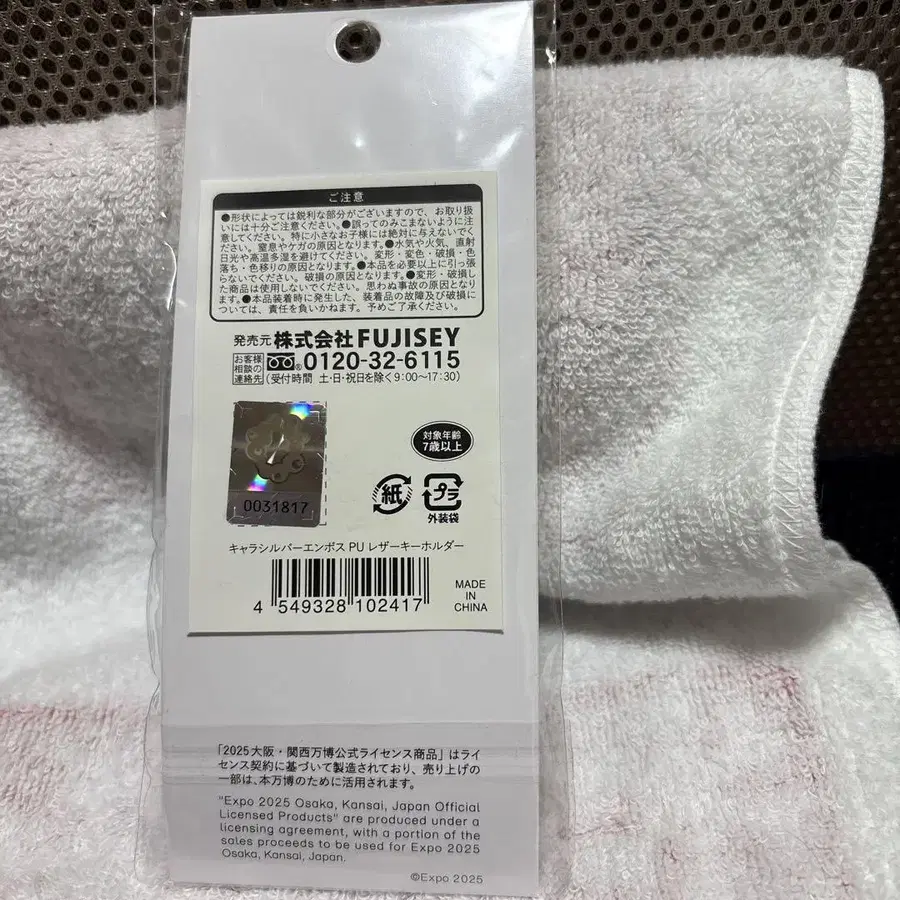 ご注意
●形状によっては鋭利な部分がございますので、お取り扱
いには十分ご注意ください。●誤ってのみこまないように注
意してください。特に小さなお子様には絶対に与えないでく
ださい。窒息やケガの原因となります。●水気や火気、直射
日光や高温多湿を避けてください。変形・変色・破損・色
落ち・色移りの原因となります。●本品を必要以上に引っ張
らないでください。破損の原因となります。●変形・破損し
た商品は使用しないでください。思わぬ事故の原因となりま
す。●本品装着時に発生した、装着品の故障及び破損に
ついては、責任を負いかねます。予めご了承ください。
発売元 株式会社FUJISEY
お客様相談の連絡先 ® 0120-32-6115
(受付時間 土・日・祝日を除く9:00〜17:30)
対象年齢
7歳以上
0031817
紙
プラ
外装袋
キャラシルバーエンボス PU レザーキーホルダー
4 549328 102417
MADE
IN
CHINA
「2025大阪・関西万博公式ライセンス商品」はライ
センス契約に基づいて製造されており、売り上げの
一部は、本万博のために活用されます。
"Expo 2025 Osaka, Kansai, Japan Official
Licensed Products" are produced under a
licensing agreement, with a portion of the
sales proceeds to be used for Expo 2025
Osaka, Kansai, Japan.
©Expo 2025